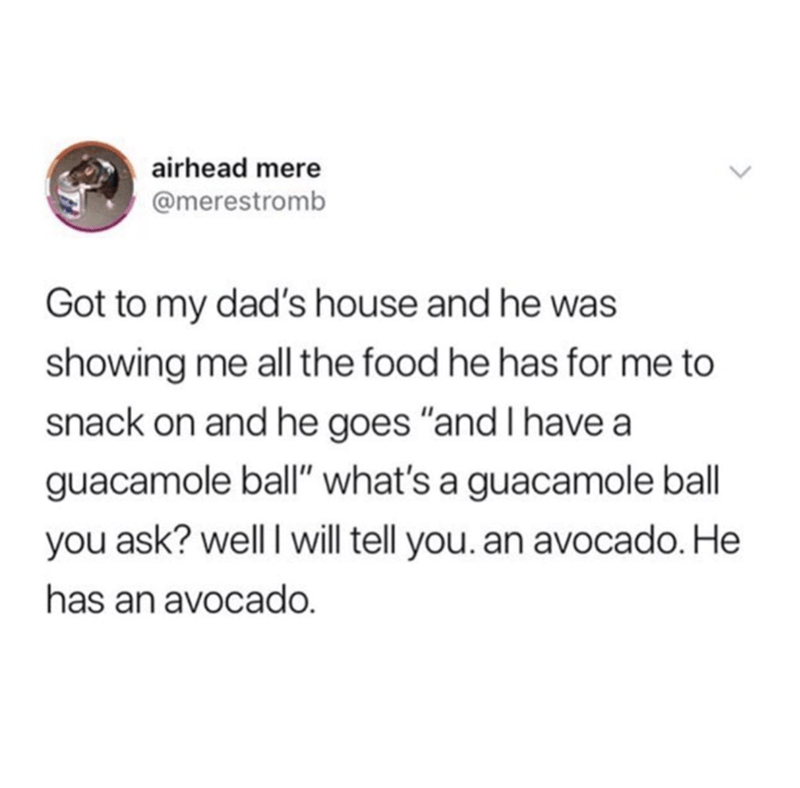 airhead mere
@merestromb
Got to my dad's house and he was
showing me all the food he has for me to
snack on and he goes "and I have a
guacamole ball" what's a guacamole ball
you ask? well I will tell you. an avocado. He
has an avocado.